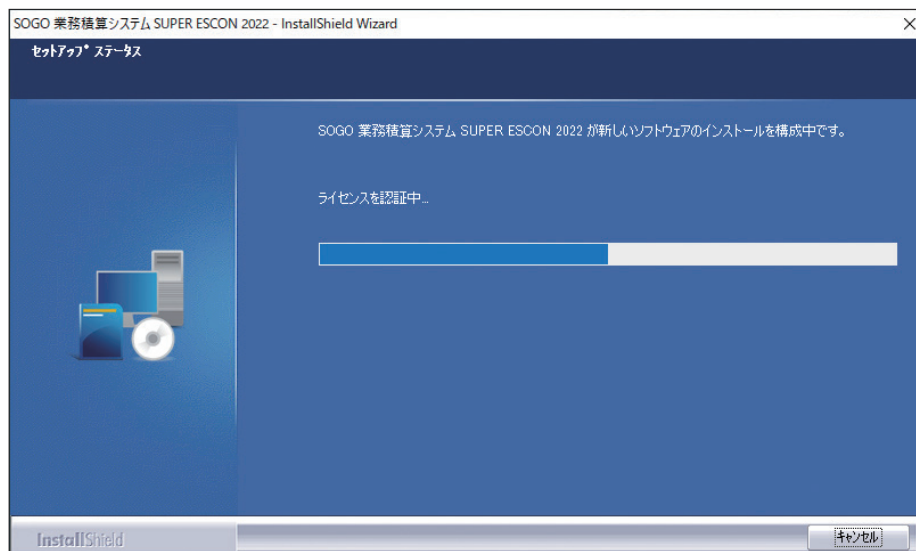 SOGO 業務積算システム SUPER ESCON 2022 - InstallShield Wizard
ｾｯﾄｱｯﾌﾟ ｽﾃｰﾀｽ
SOGO 業務積算システム SUPER ESCON 2022 が新しいソフトウェアのインストールを構成中です。
ライセンスを認証中...
InstallShield
ｷｬﾝｾﾙ